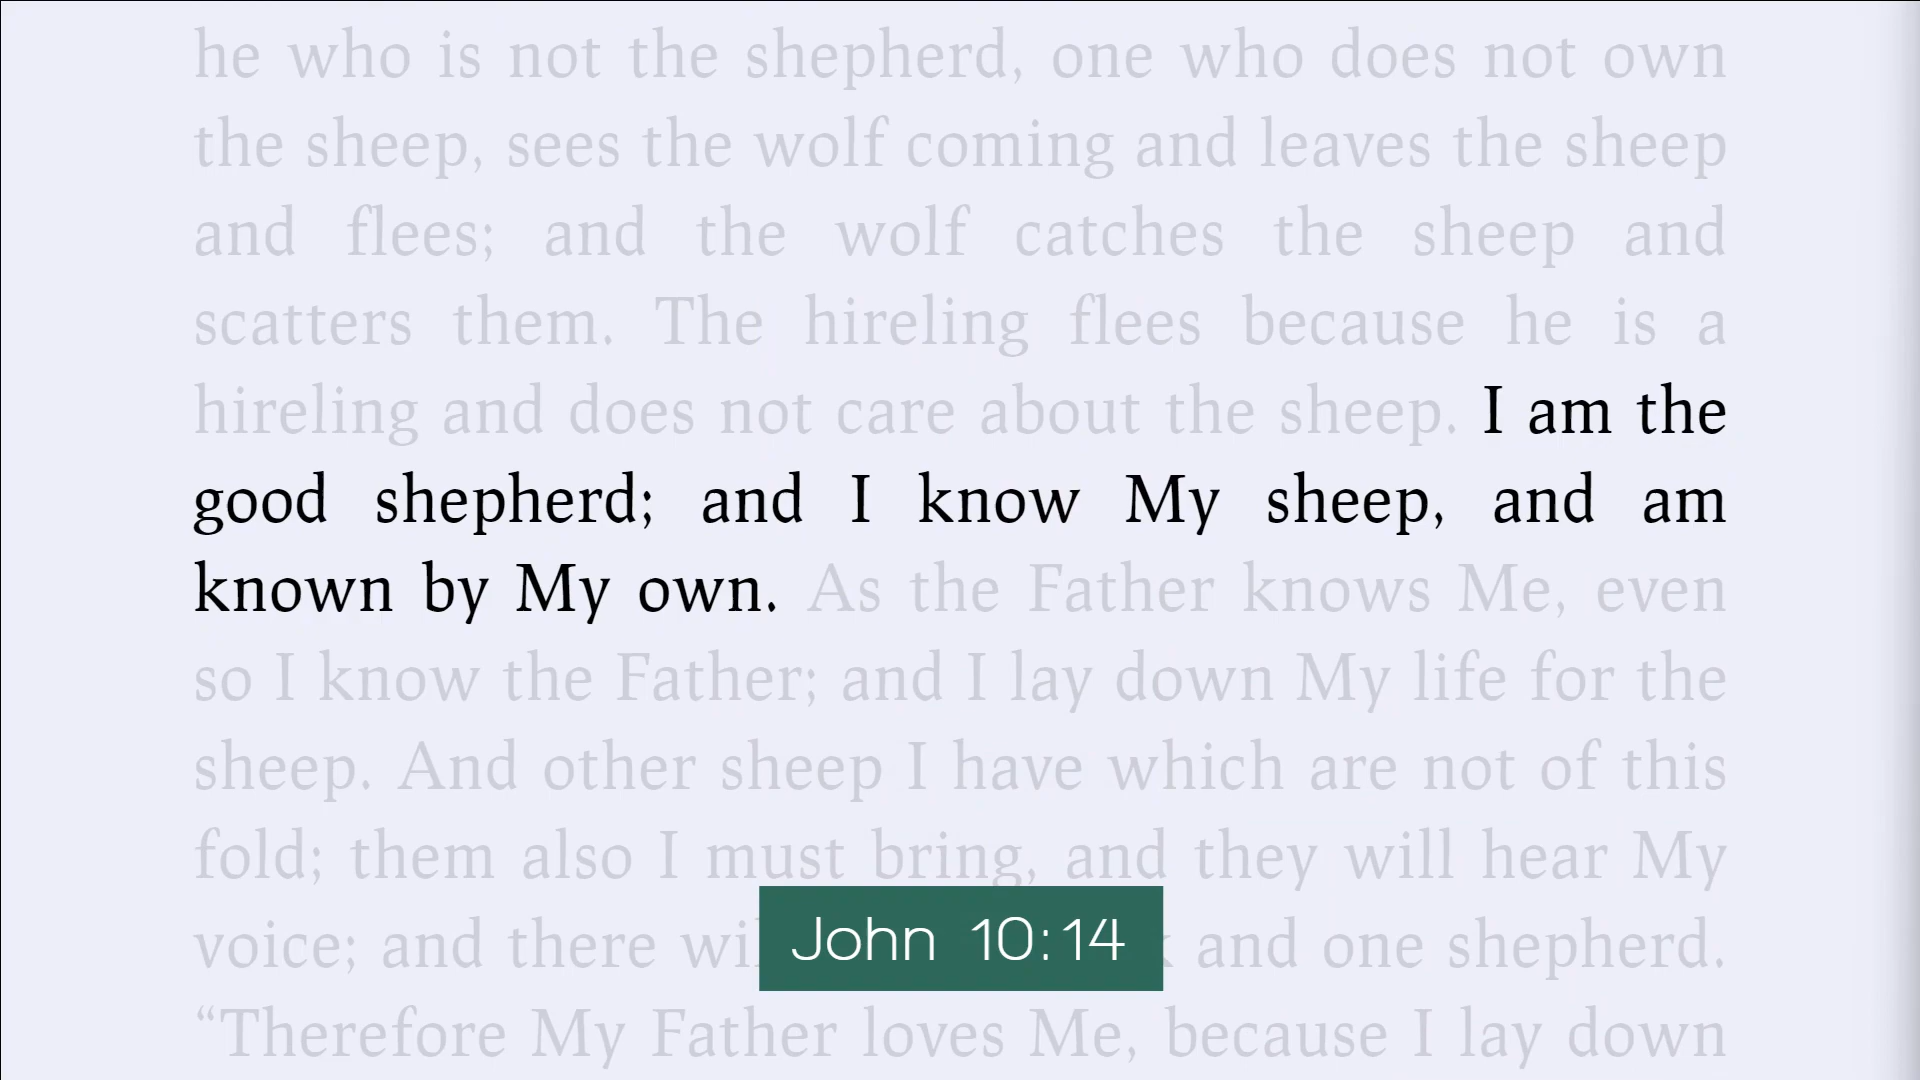 he who is not the shepherd, one who does not own
the sheep, sees the wolf coming and leaves the sheep
and flees; and the wolf catches the sheep and
scatters them. The hireling flees because he is a
hireling and does not care about the sheep. I am the
good shepherd; and I know My sheep, and am
known by My own. As the Father knows Me, even
so I know the Father; and I lay down My life for the
sheep. And other sheep I have which are not of this
fold; them also I must bring, and they will hear My
voice; and there and one shepherd.
John 10:14
“Therefore My Father loves Me, because I lay down